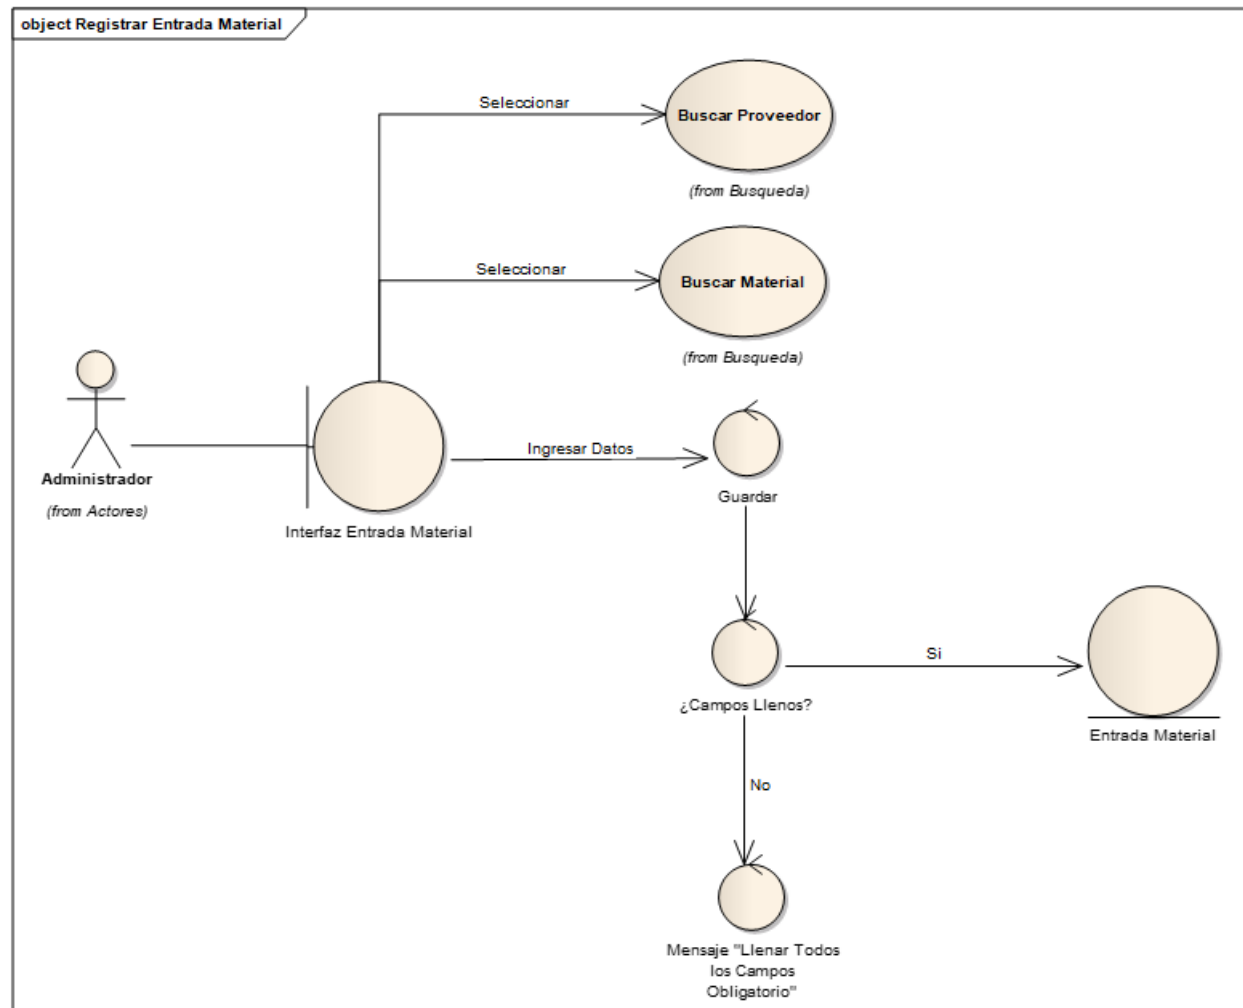 object Registrar Entrada Material
Seleccionar
Buscar Proveedor
(from Busqueda)
Seleccionar
Buscar Material
(from Busqueda)
Administrador
(from Actores)
Interfaz Entrada Material
Ingresar Datos
Guardar
¿Campos Llenos?
Si
Entrada Material
No
Mensaje "Llenar Todos
los Campos
Obligatorio"